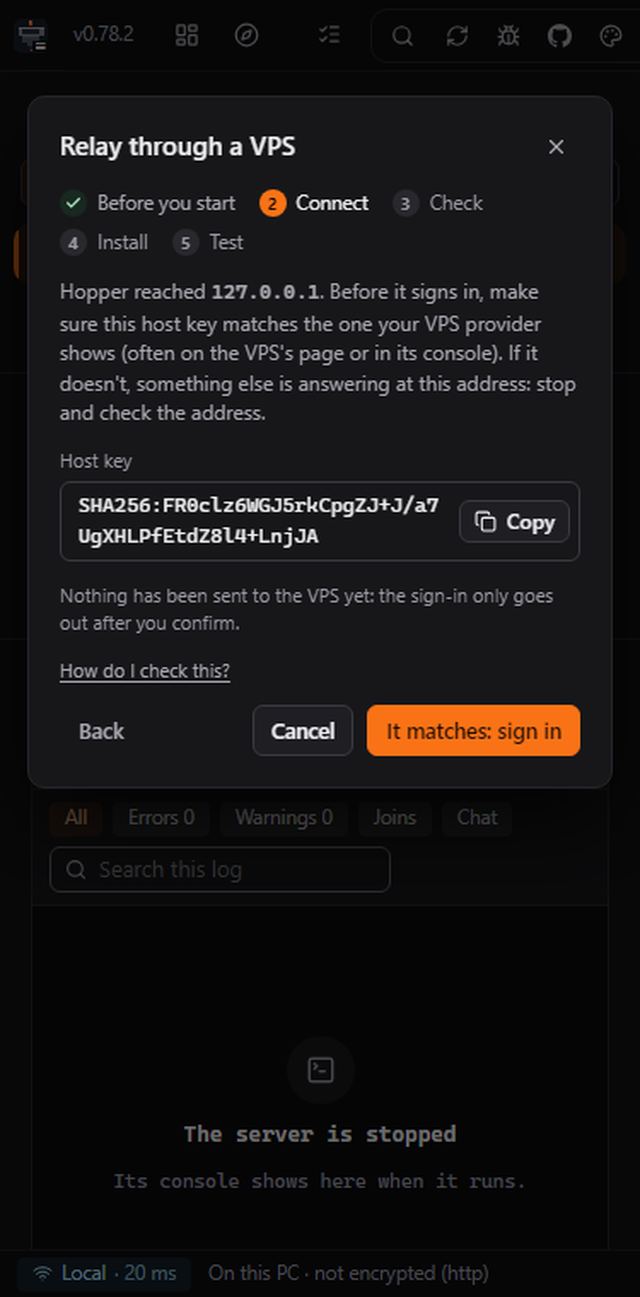 v0.78.2
Relay through a VPS
Before you start 2 Connect 3 Check
4 Install 5 Test
Hopper reached 127.0.0.1. Before it signs in, make
sure this host key matches the one your VPS provider
shows (often on the VPS's page or in its console). If it
doesn't, something else is answering at this address: stop
and check the address.
Host key
SHA256:FR0clz6WGJ5rkCpgZJ+J/a7
UgXHLPfEtdZ8l4+LnjJA
Copy
Nothing has been sent to the VPS yet: the sign-in only goes
out after you confirm.
How do I check this?
Back Cancel It matches: sign in
All Errors 0 Warnings 0 Joins Chat
Search this log
The server is stopped
Its console shows here when it runs.
Local · 20 ms On this PC · not encrypted (http)